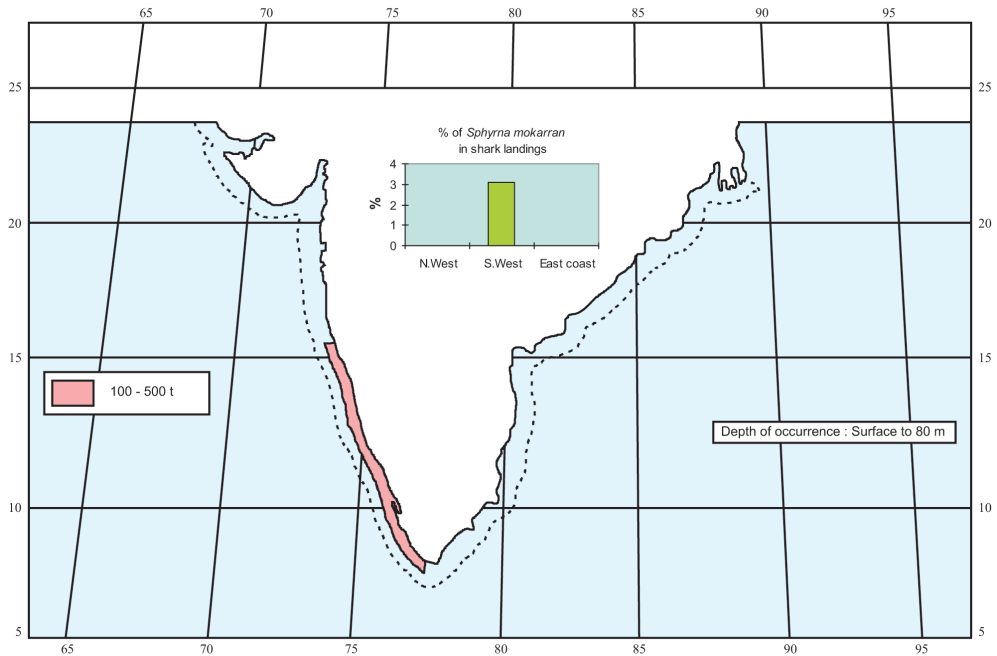 65 70 75 80 85 90 95
25 25
% of Sphyrna mokarran
in shark landings
4
3
2
1
0
%
N.West S.West East coast
20 20
15 15
100 - 500 t
Depth of occurrence : Surface to 80 m
10 10
5 5
65 70 75 80 85 90 95